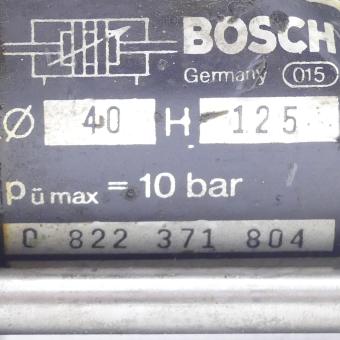 BOSCH
Germany 015
Ø 40 H 125
pü max = 10 bar
0 822 371 804